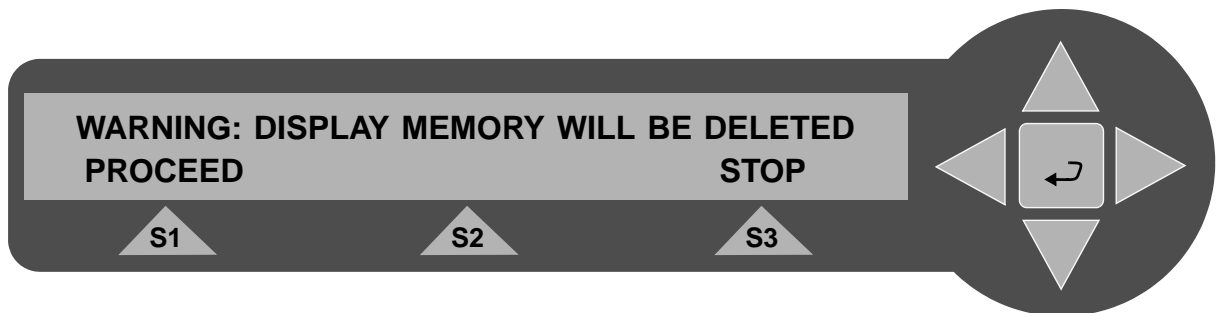 WARNING: DISPLAY MEMORY WILL BE DELETED
PROCEED STOP
S1 S2 S3